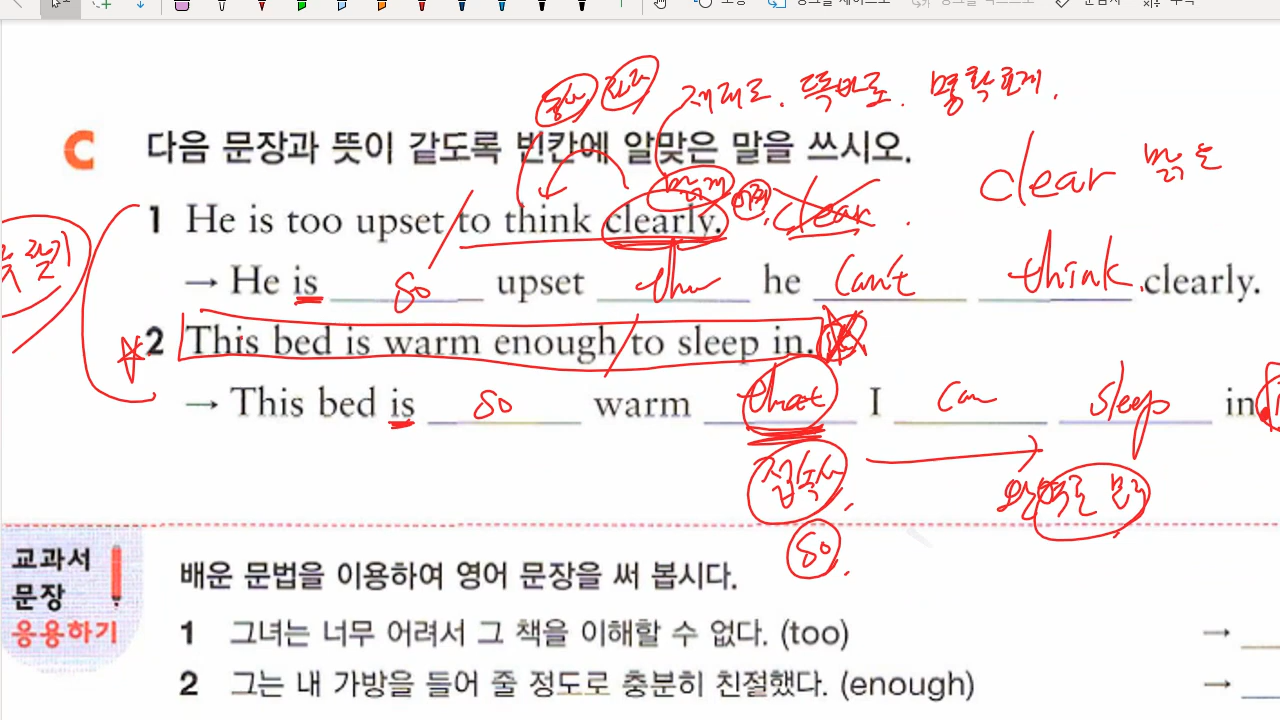 동사 부사 제대로. 똑바로. 명확하게.
C 다음 문장과 뜻이 같도록 빈칸에 알맞은 말을 쓰시오.
clear 맑은
1 He is too upset to think clearly. clear.
→ He is so upset that he can't think clearly.
2 This bed is warm enough to sleep in.
→ This bed is so warm that I can sleep in
접속사.
so.
교과서
문장
응용하기
배운 문법을 이용하여 영어 문장을 써 봅시다.
1 그녀는 너무 어려서 그 책을 이해할 수 없다. (too) →
2 그는 내 가방을 들어 줄 정도로 충분히 친절했다. (enough) →